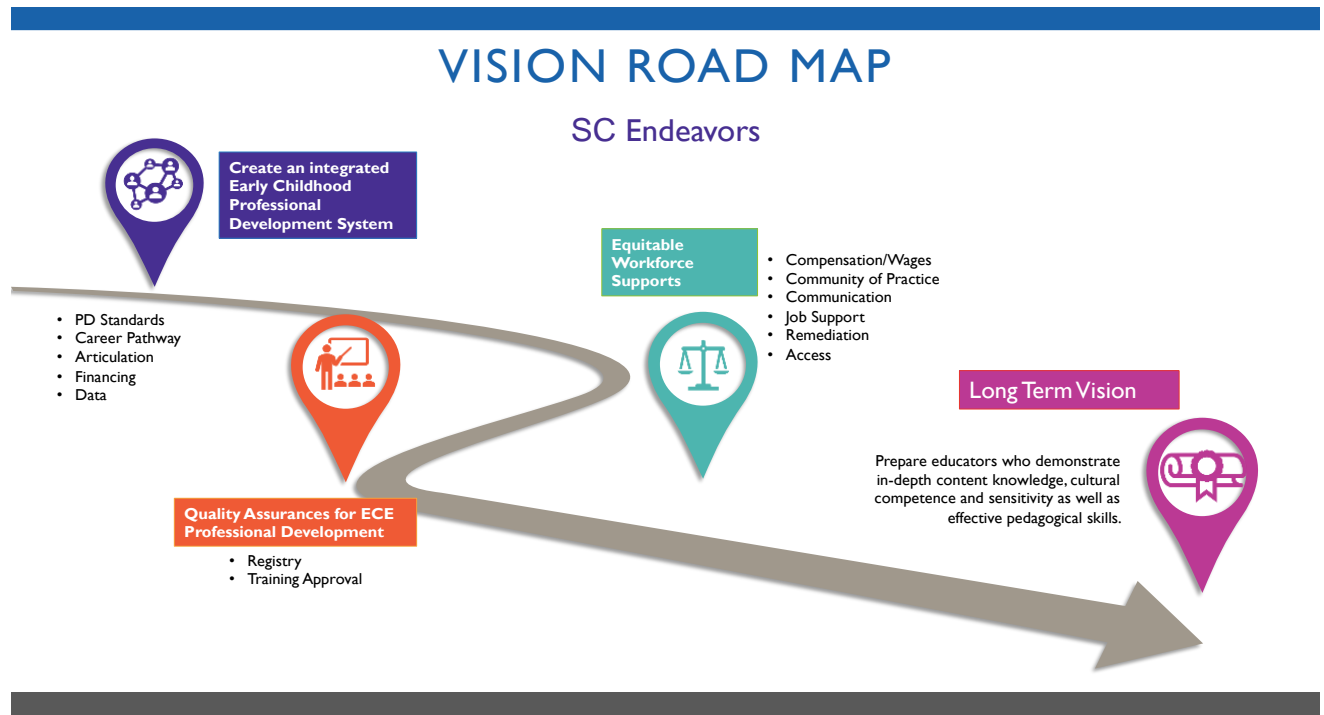 VISION ROAD MAP
SC Endeavors
Create an integrated
Early Childhood
Professional
Development System
• PD Standards
• Career Pathway
• Articulation
• Financing
• Data
Quality Assurances for ECE
Professional Development
• Registry
• Training Approval
Equitable
Workforce
Supports
• Compensation/Wages
• Community of Practice
• Communication
• Job Support
• Remediation
• Access
Long Term Vision
Prepare educators who demonstrate
in-depth content knowledge, cultural
competence and sensitivity as well as
effective pedagogical skills.